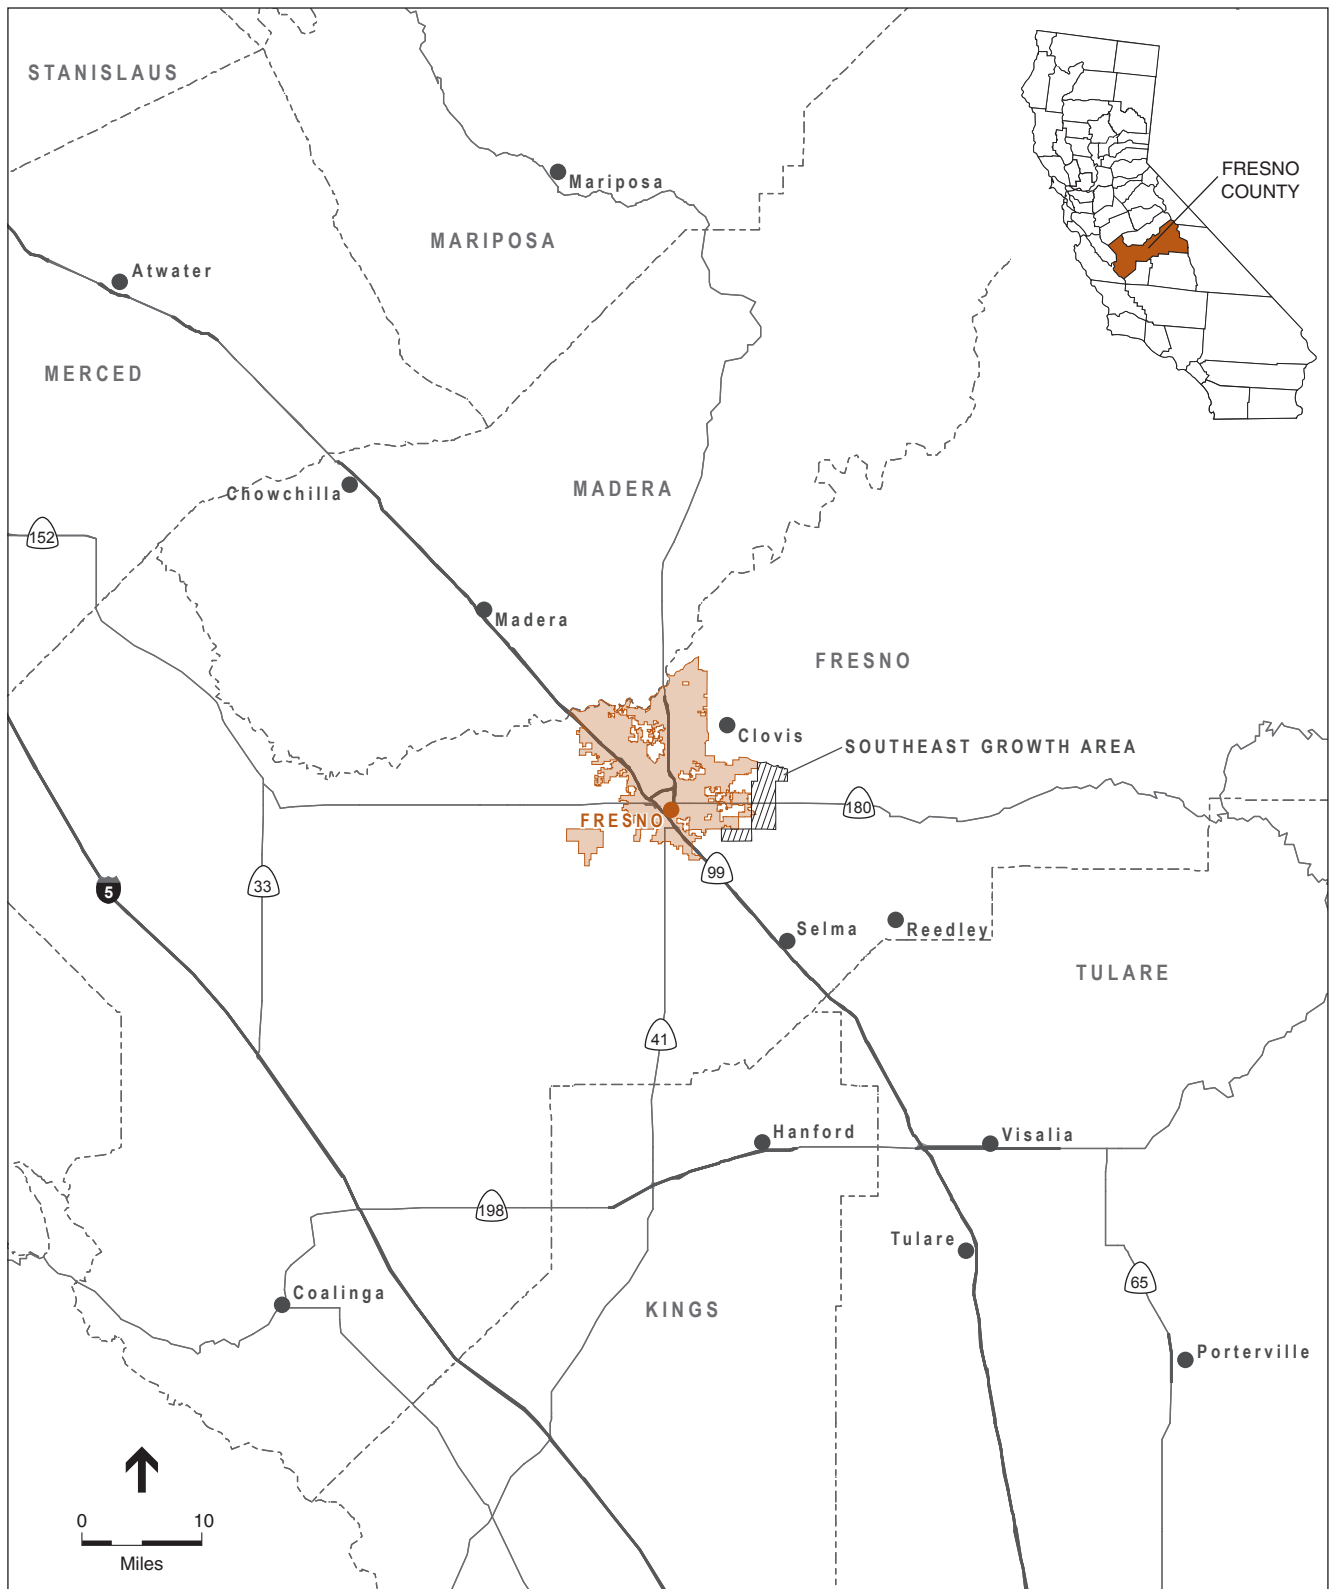 STANISLAUS
Mariposa
FRESNO
COUNTY
MARIPOSA
Atwater
MERCED
Chowchilla
MADERA
152
Madera
FRESNO
Clovis
SOUTHEAST GROWTH AREA
180
FRESNO
99
33
5
Selma
Reedley
TULARE
41
Hanford
Visalia
198
Tulare
65
Coalinga
KINGS
Porterville
0 10
Miles